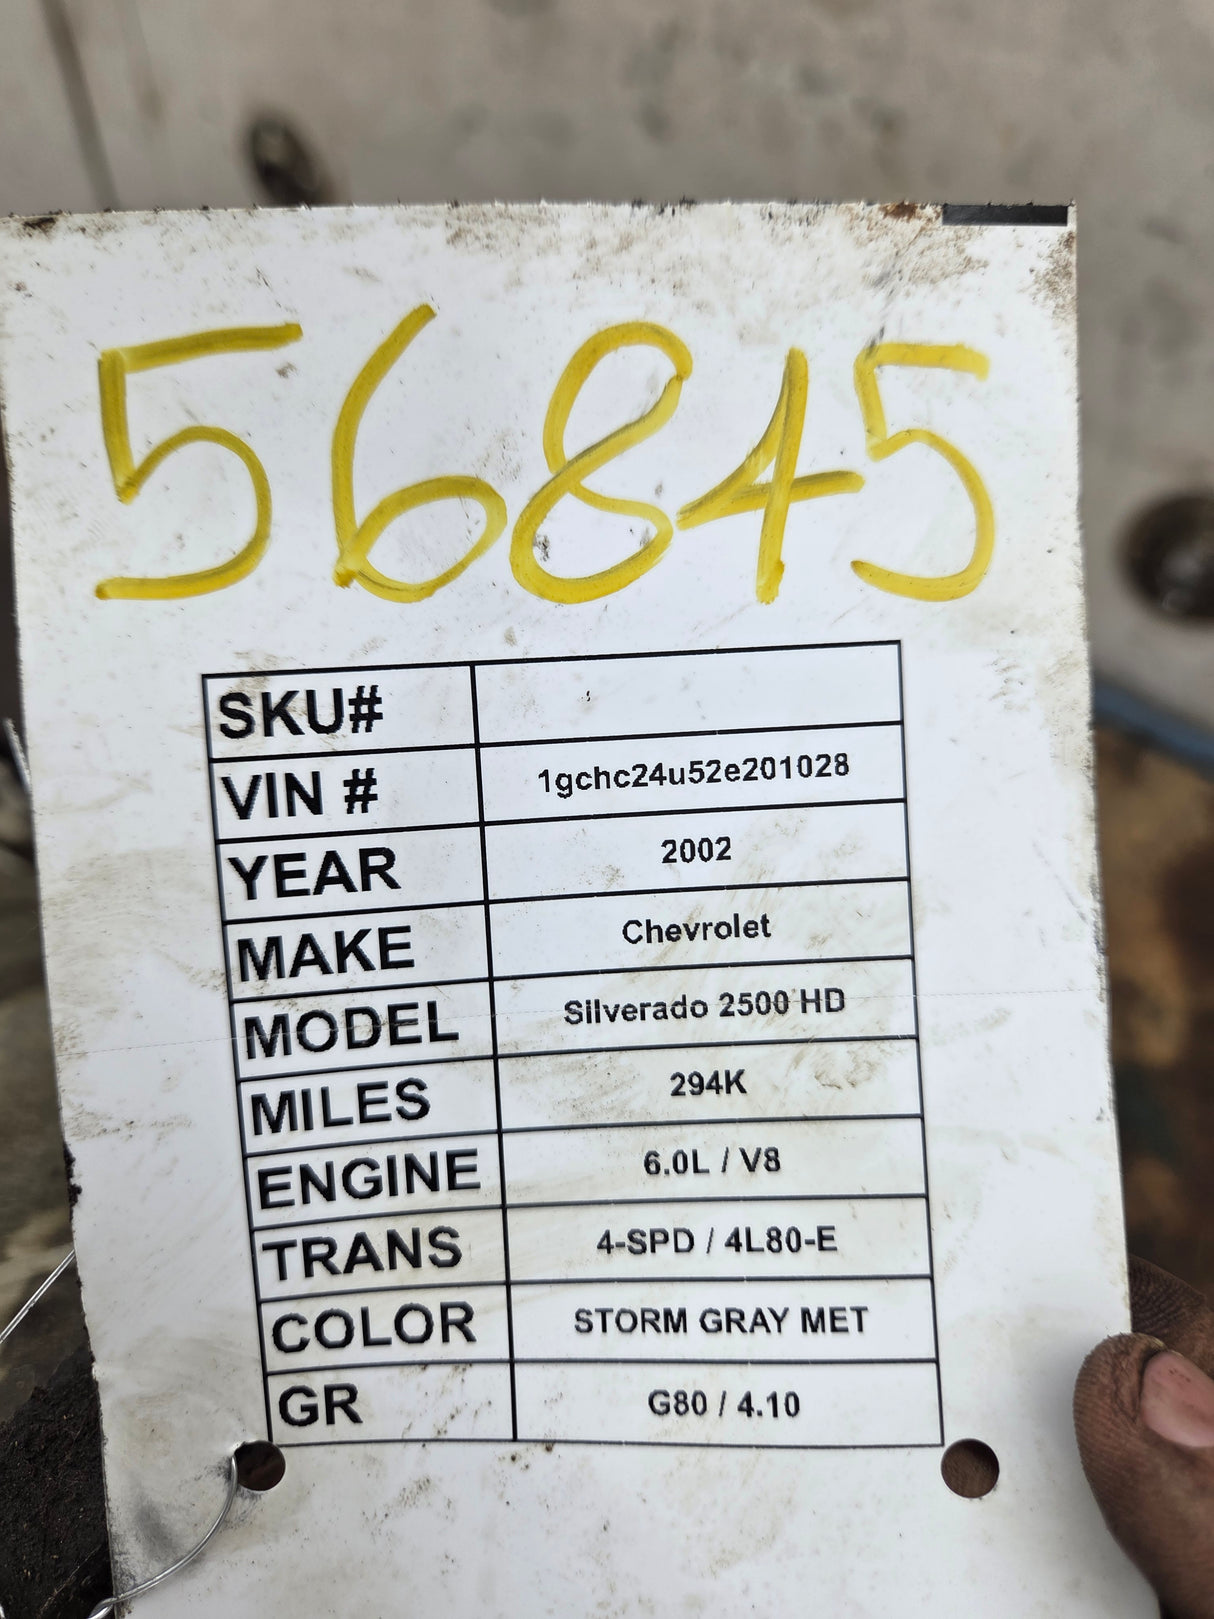 56845
SKU#
VIN # 1gchc24u52e201028
YEAR 2002
MAKE Chevrolet
MODEL Silverado 2500 HD
MILES 294K
ENGINE 6.0L / V8
TRANS 4-SPD / 4L80-E
COLOR STORM GRAY MET
GR G80 / 4.10